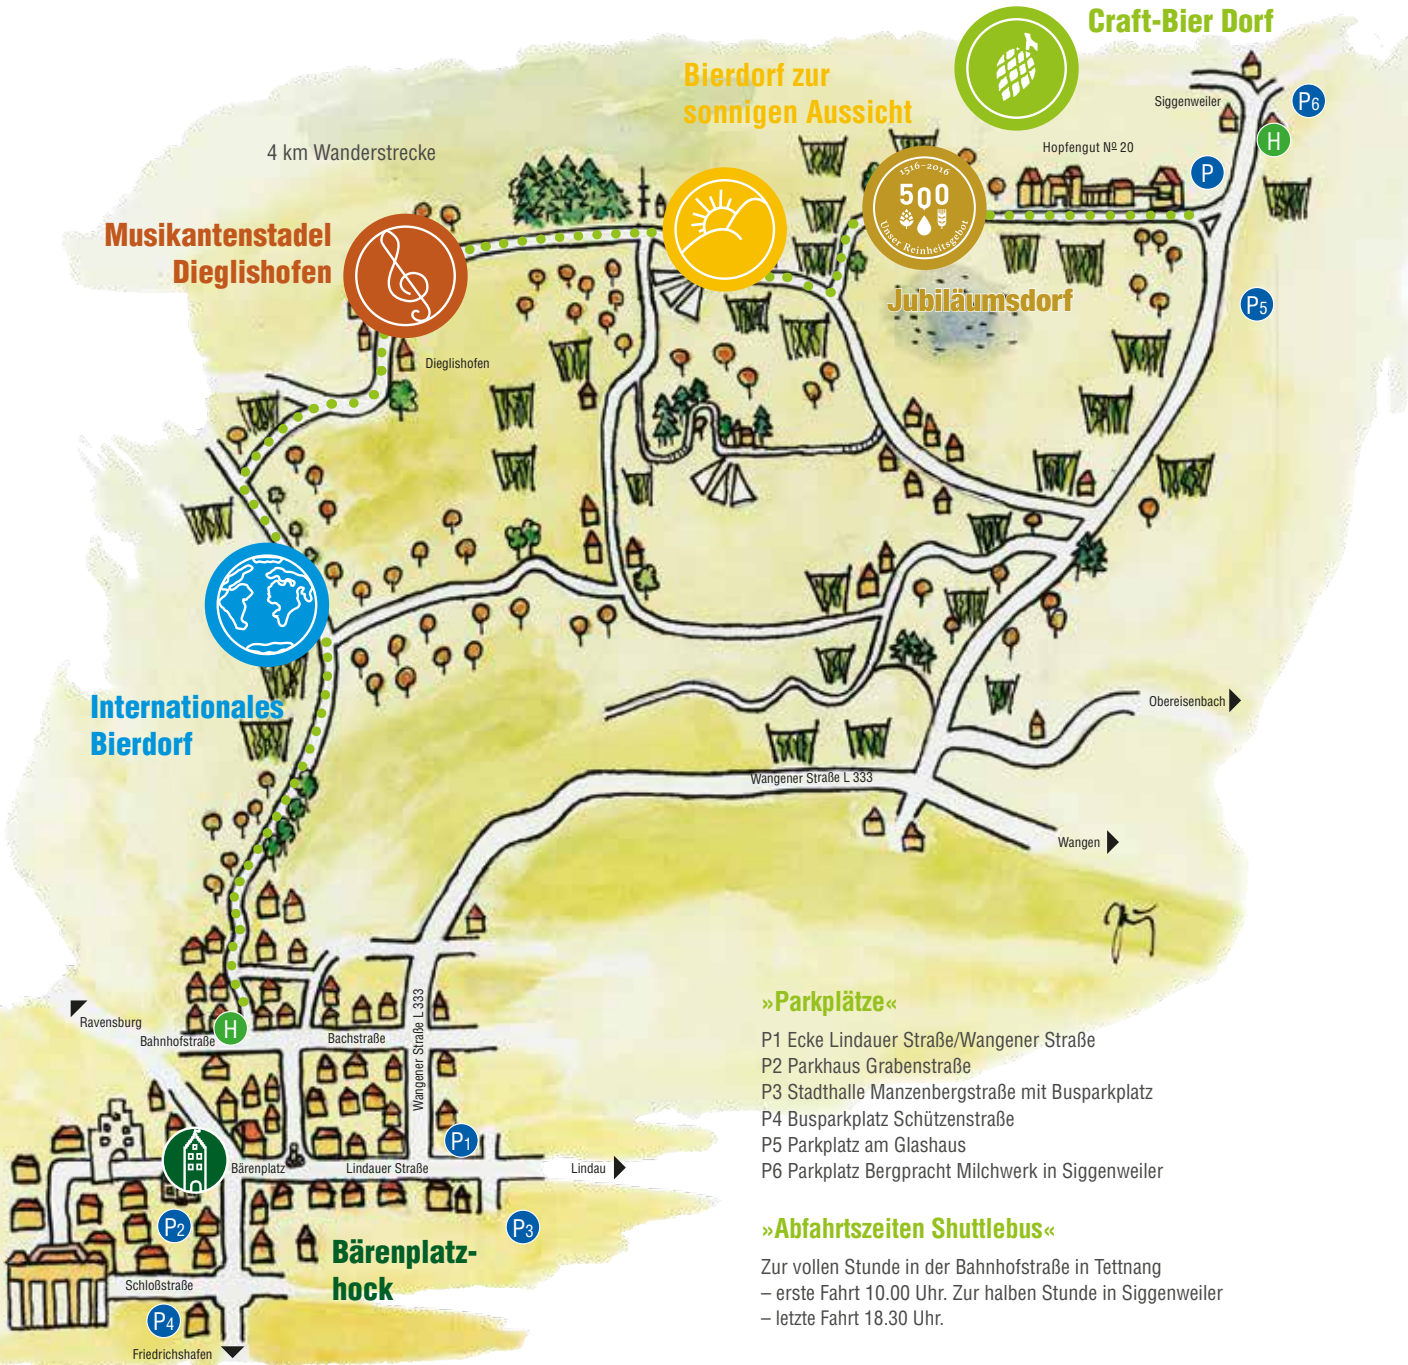 Craft-Bier Dorf
Bierdorf zur
sonnigen Aussicht
Siggenweiler
P6
H
4 km Wanderstrecke
Hopfengut Nº 20
P
1516–2016
500
Unser Reinheitsgebot
Musikantenstadel
Dieglishofen
Jubiläumsdorf
P5
Dieglishofen
Internationales
Bierdorf
Obereisenbach
Wangener Straße L 333
Wangen
Ravensburg
Bahnhofstraße
H
Bachstraße
Wangener Straße L 333
P1
Bärenplatz
Lindauer Straße
Lindau
P2
P3
Bärenplatz-
hock
Schloßstraße
P4
Friedrichshafen
»Parkplätze«
P1 Ecke Lindauer Straße/Wangener Straße
P2 Parkhaus Grabenstraße
P3 Stadthalle Manzenbergstraße mit Busparkplatz
P4 Busparkplatz Schützenstraße
P5 Parkplatz am Glashaus
P6 Parkplatz Bergpracht Milchwerk in Siggenweiler
»Abfahrtszeiten Shuttlebus«
Zur vollen Stunde in der Bahnhofstraße in Tettnang
– erste Fahrt 10.00 Uhr. Zur halben Stunde in Siggenweiler
– letzte Fahrt 18.30 Uhr.